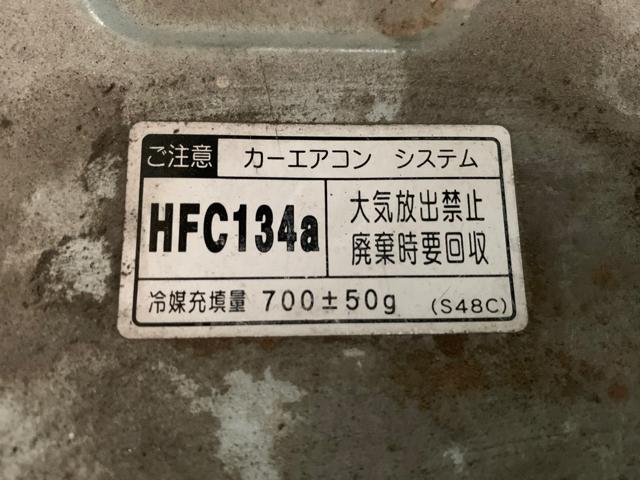 ご注意 カーエアコン システム
HFC134a
大気放出禁止
廃棄時要回収
冷媒充填量 700±50g (S48C)